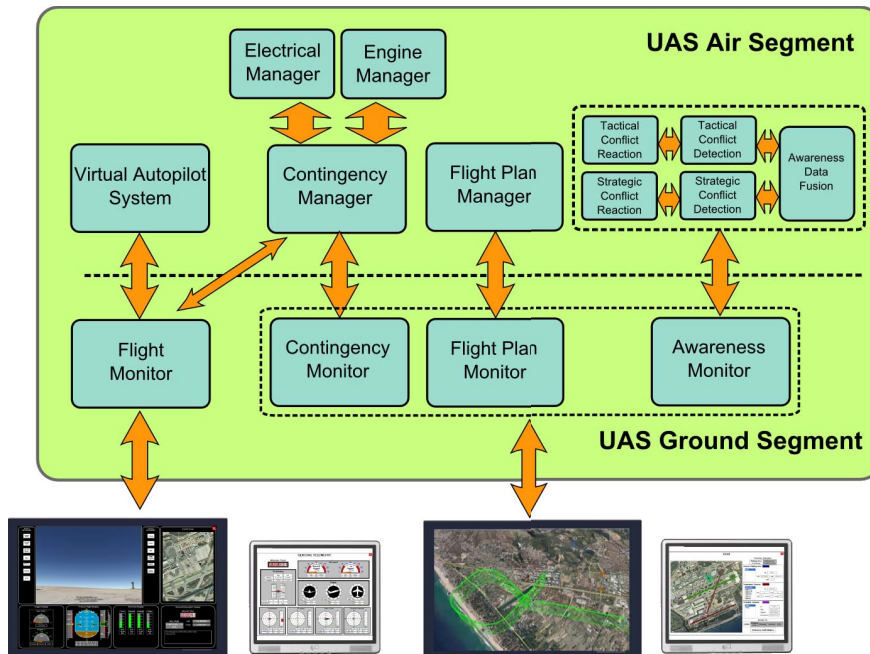 Electrical
Manager
Engine
Manager
UAS Air Segment
Tactical
Conflict
Reaction
Tactical
Conflict
Detection
Awareness
Data
Fusion
Strategic
Conflict
Reaction
Strategic
Conflict
Detection
Virtual Autopilot
System
Contingency
Manager
Flight Plan
Manager
Flight
Monitor
Contingency
Monitor
Flight Plan
Monitor
Awareness
Monitor
UAS Ground Segment